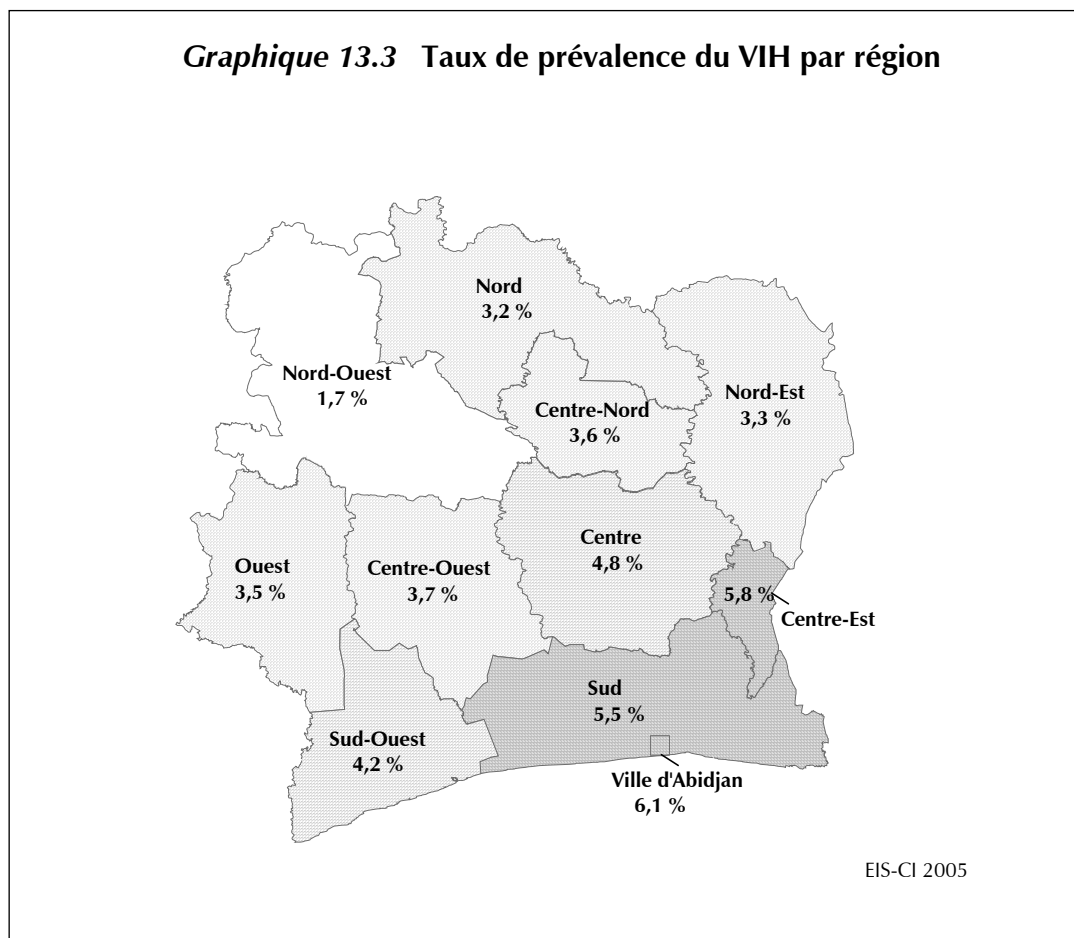 Graphique 13.3 Taux de prévalence du VIH par région
Nord
3,2 %
Nord-Ouest
1,7 %
Centre-Nord
3,6 %
Nord-Est
3,3 %
Ouest
3,5 %
Centre-Ouest
3,7 %
Centre
4,8 %
5,8 %
Centre-Est
Sud
5,5 %
Sud-Ouest
4,2 %
Ville d'Abidjan
6,1 %
EIS-CI 2005